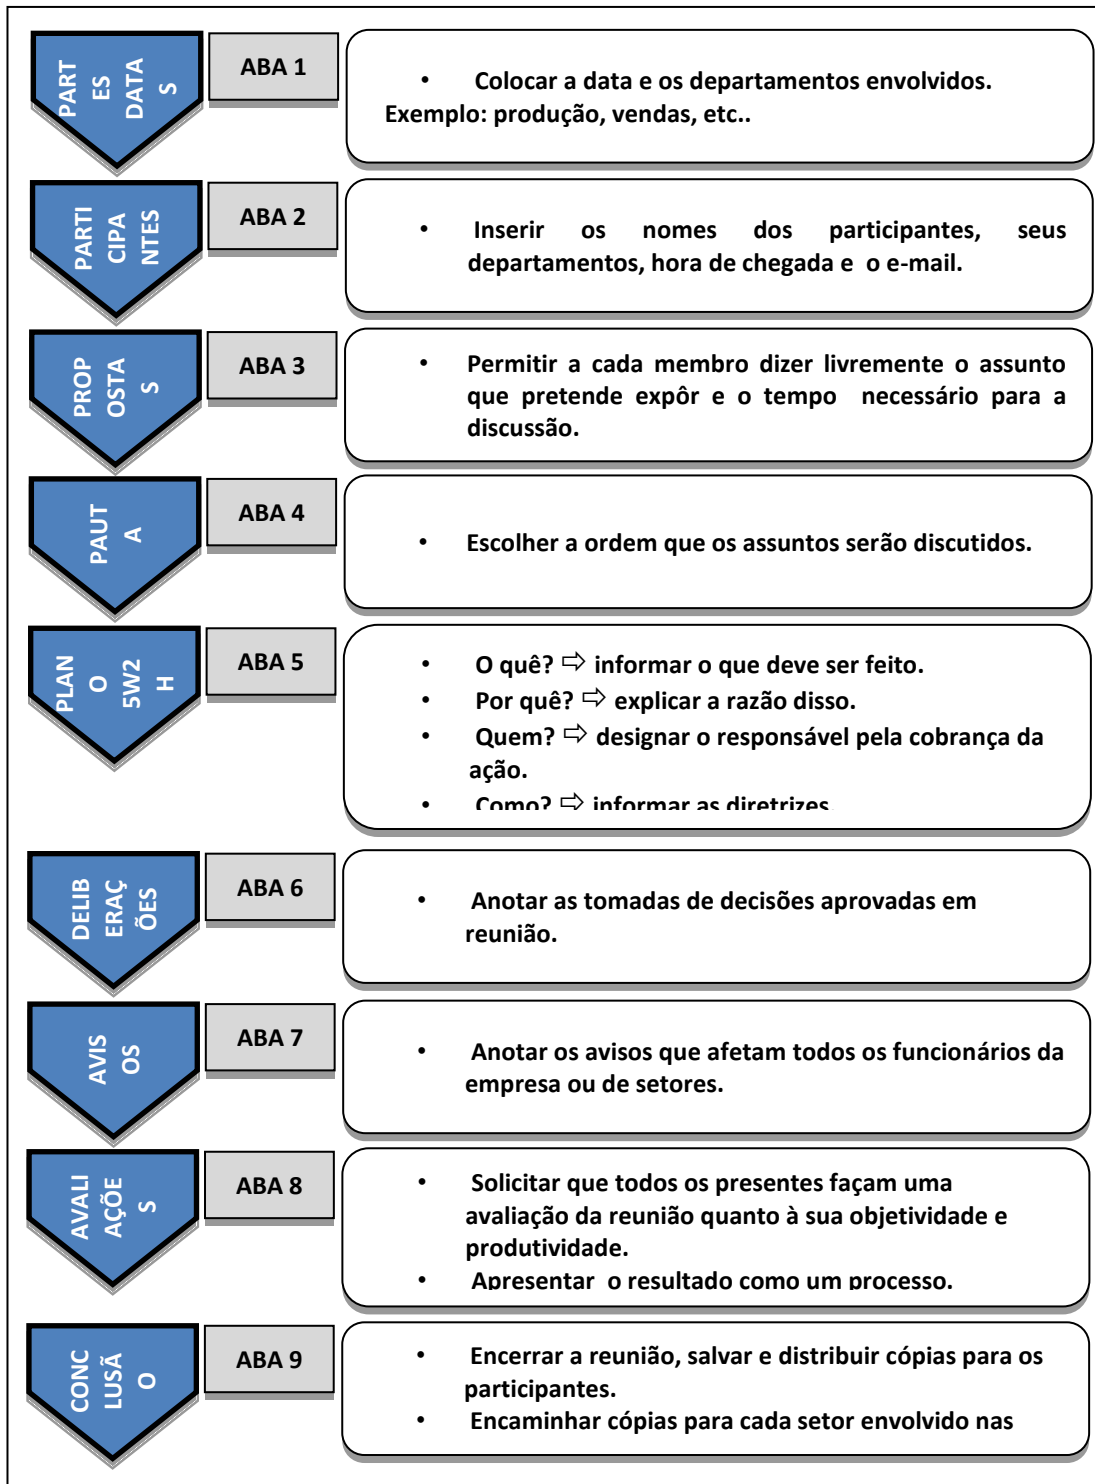 PART
ES
DATA
S
ABA 1
• Colocar a data e os departamentos envolvidos.
Exemplo: produção, vendas, etc..
PARTI
CIPA
NTES
ABA 2
• Inserir os nomes dos participantes, seus
departamentos, hora de chegada e o e-mail.
PROP
OSTA
S
ABA 3
• Permitir a cada membro dizer livremente o assunto
que pretende expôr e o tempo necessário para a
discussão.
PAUT
A
ABA 4
• Escolher a ordem que os assuntos serão discutidos.
PLAN
O
5W2
H
ABA 5
• O quê? ⇨ informar o que deve ser feito.
• Por quê? ⇨ explicar a razão disso.
• Quem? ⇨ designar o responsável pela cobrança da
ação.
• Como? ⇨ informar as diretrizes.
DELIB
ERAÇ
ÕES
ABA 6
• Anotar as tomadas de decisões aprovadas em
reunião.
AVIS
OS
ABA 7
• Anotar os avisos que afetam todos os funcionários da
empresa ou de setores.
AVALI
AÇÕE
S
ABA 8
• Solicitar que todos os presentes façam uma
avaliação da reunião quanto à sua objetividade e
produtividade.
• Apresentar o resultado como um processo.
CONC
LUSÃ
O
ABA 9
• Encerrar a reunião, salvar e distribuir cópias para os
participantes.
• Encaminhar cópias para cada setor envolvido nas